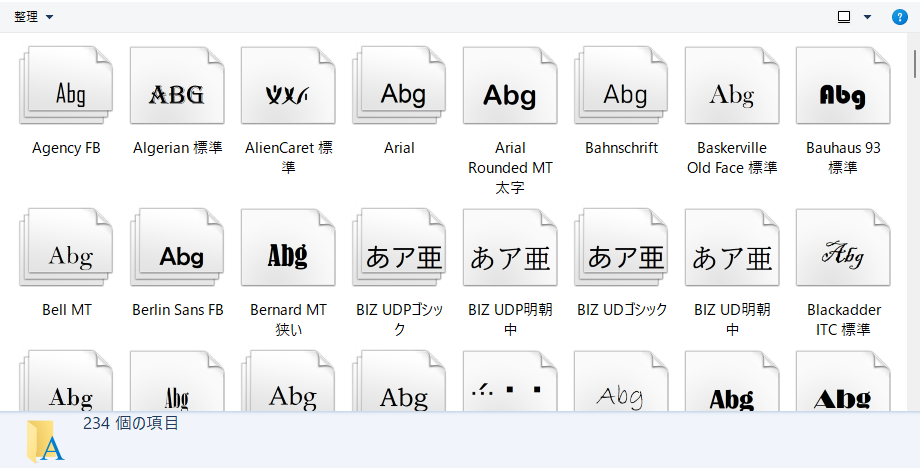 整理
Abg
ABG
Abg
Abg
Abg
Abg
Abg
Agency FB
Algerian 標準
AlienCaret 標
準
Arial
Arial
Rounded MT
太字
Bahnschrift
Baskerville
Old Face 標準
Bauhaus 93
標準
Abg
Abg
Abg
あア亜
あア亜
あア亜
あア亜
Abg
Bell MT
Berlin Sans FB
Bernard MT
狭い
BIZ UDPゴシッ
ク
BIZ UDP明朝
中
BIZ UDゴシック
BIZ UD明朝
中
Blackadder
ITC 標準
Abg
Abg
Abg
Abg
Abg
Abg
Abg
234 個の項目